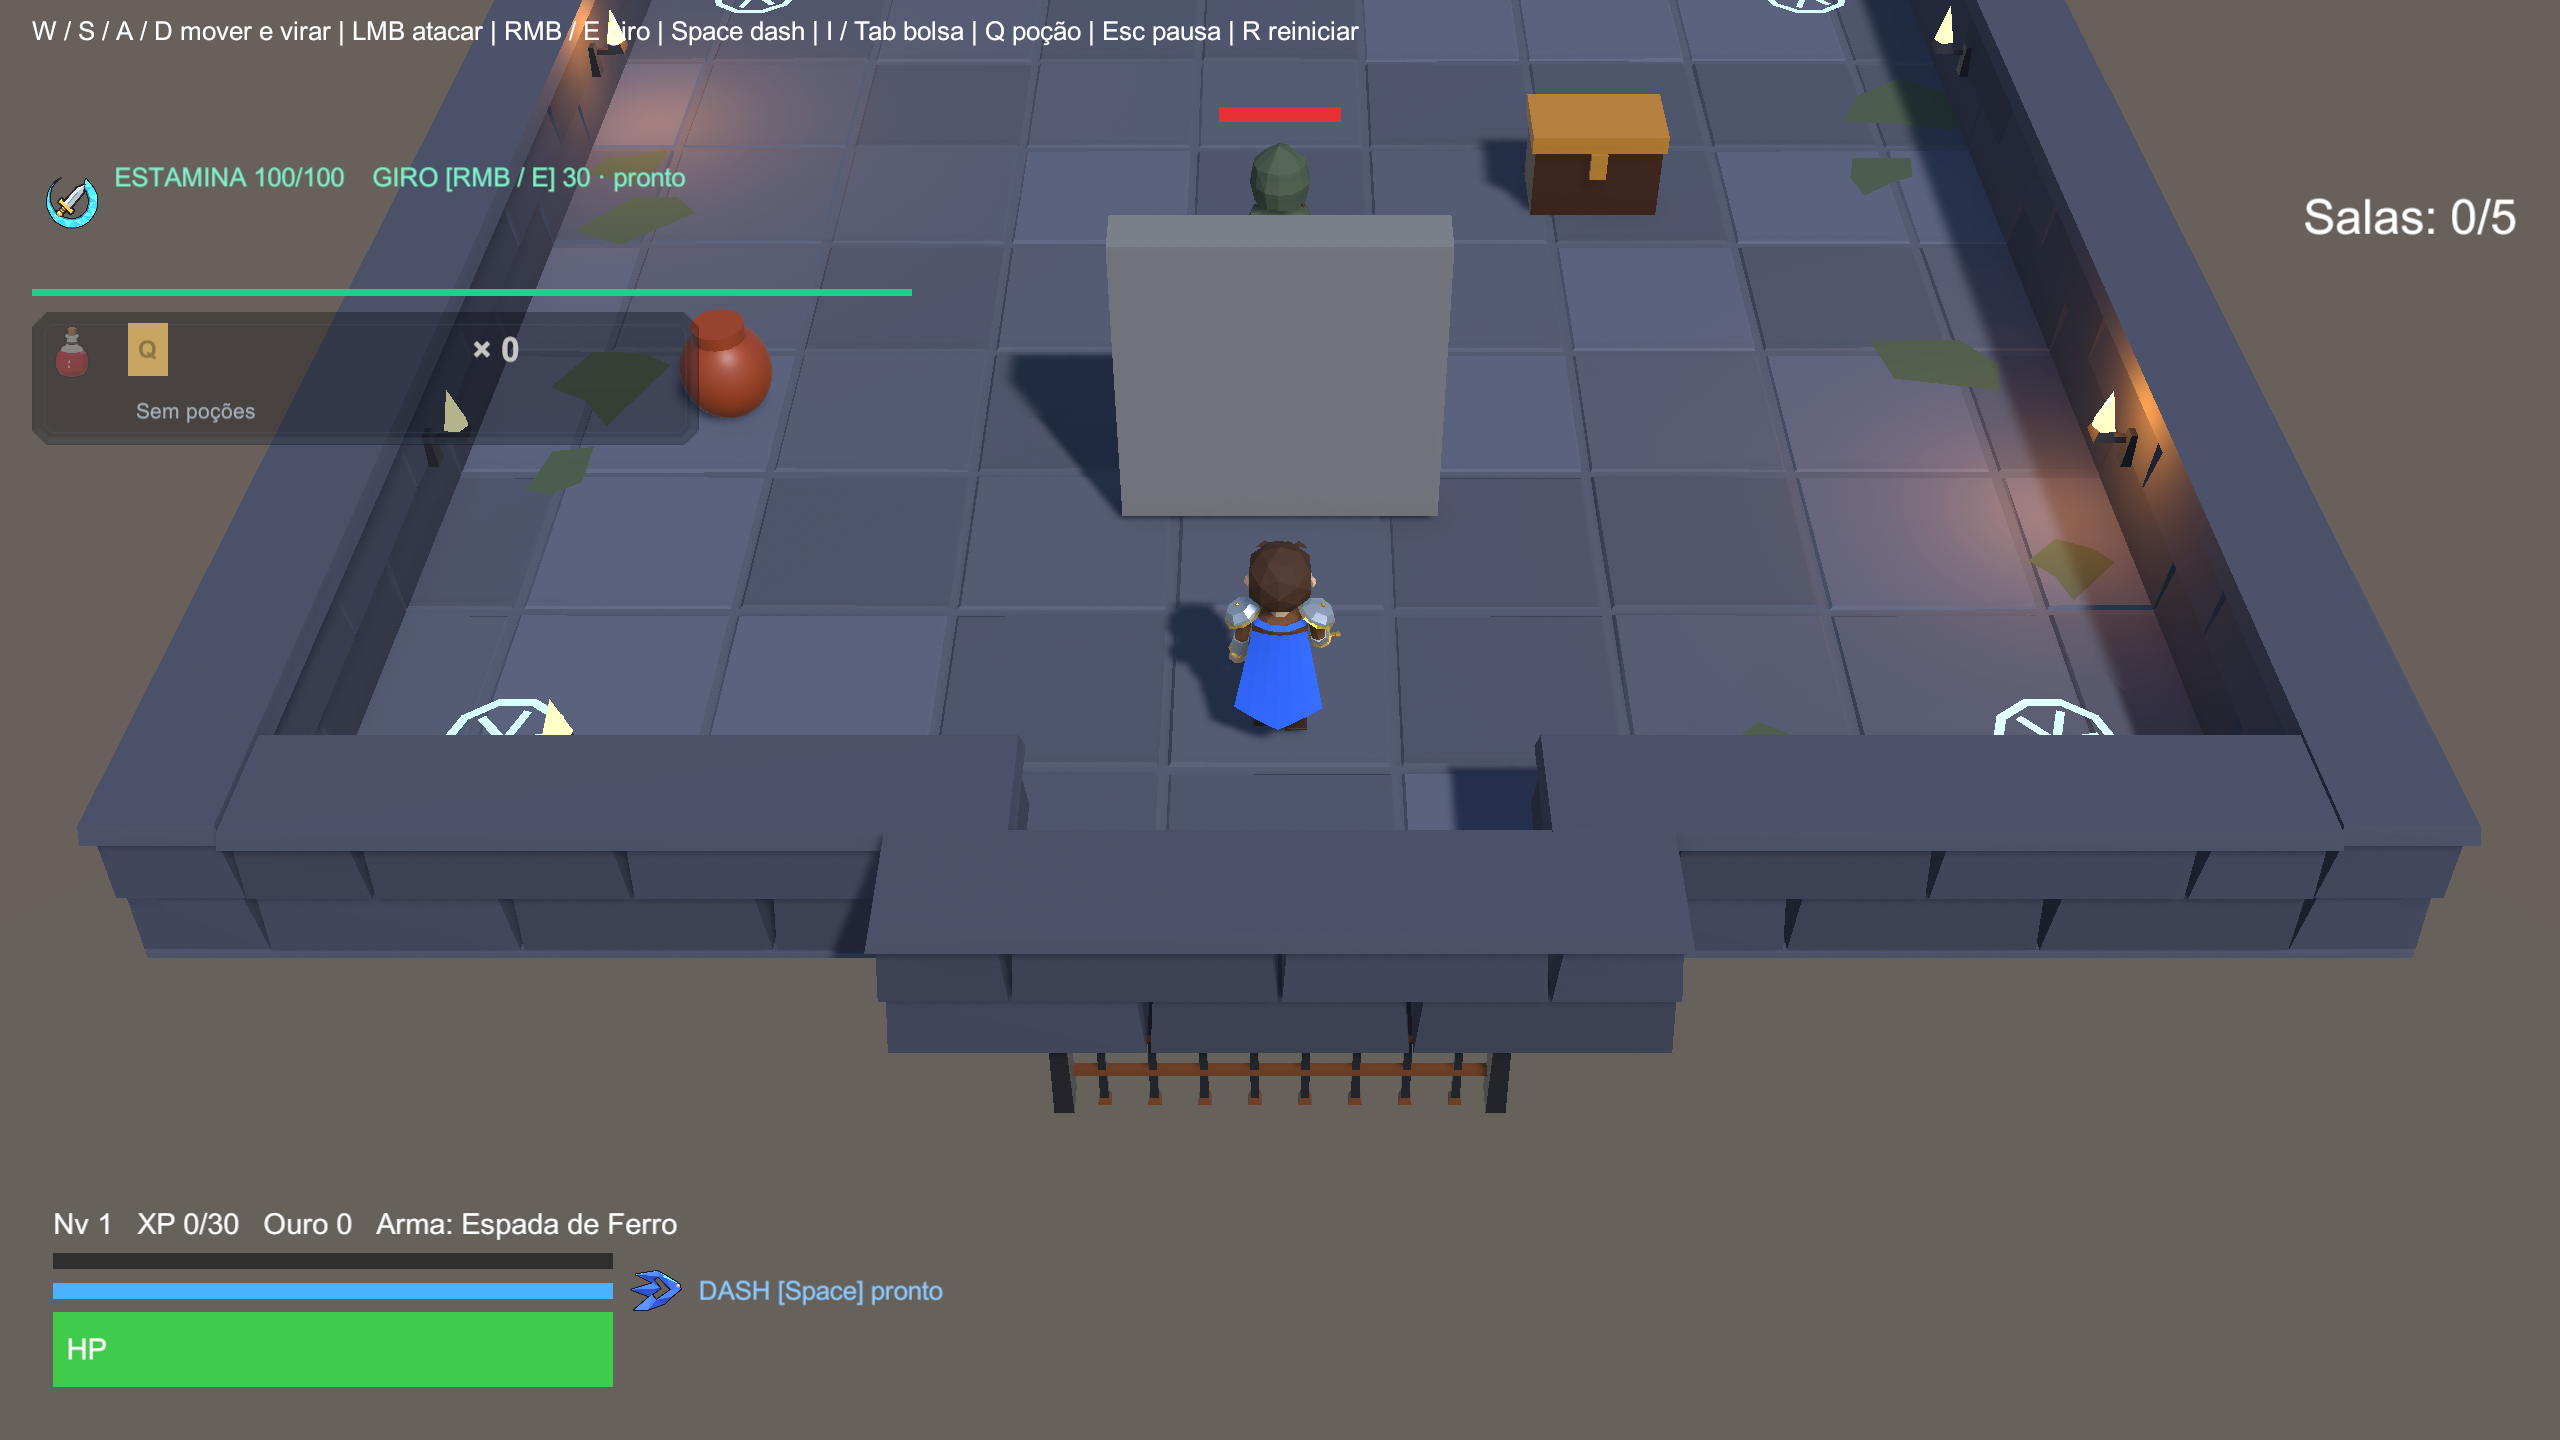 W / S / A / D mover e virar | LMB atacar | RMB / E giro | Space dash | I / Tab bolsa | Q poção | Esc pausa | R reiniciar
ESTAMINA 100/100 GIRO [RMB / E] 30 · pronto
Salas: 0/5
Q × 0
Sem poções
Nv 1 XP 0/30 Ouro 0 Arma: Espada de Ferro
DASH [Space] pronto
HP